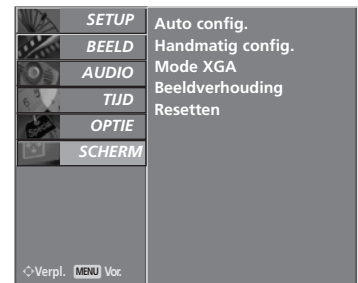 SETUP
BEELD
AUDIO
TIJD
OPTIE
SCHERM
Auto config.
Handmatig config.
Mode XGA
Beeldverhouding
Resetten
Verpl. MENU Vor.